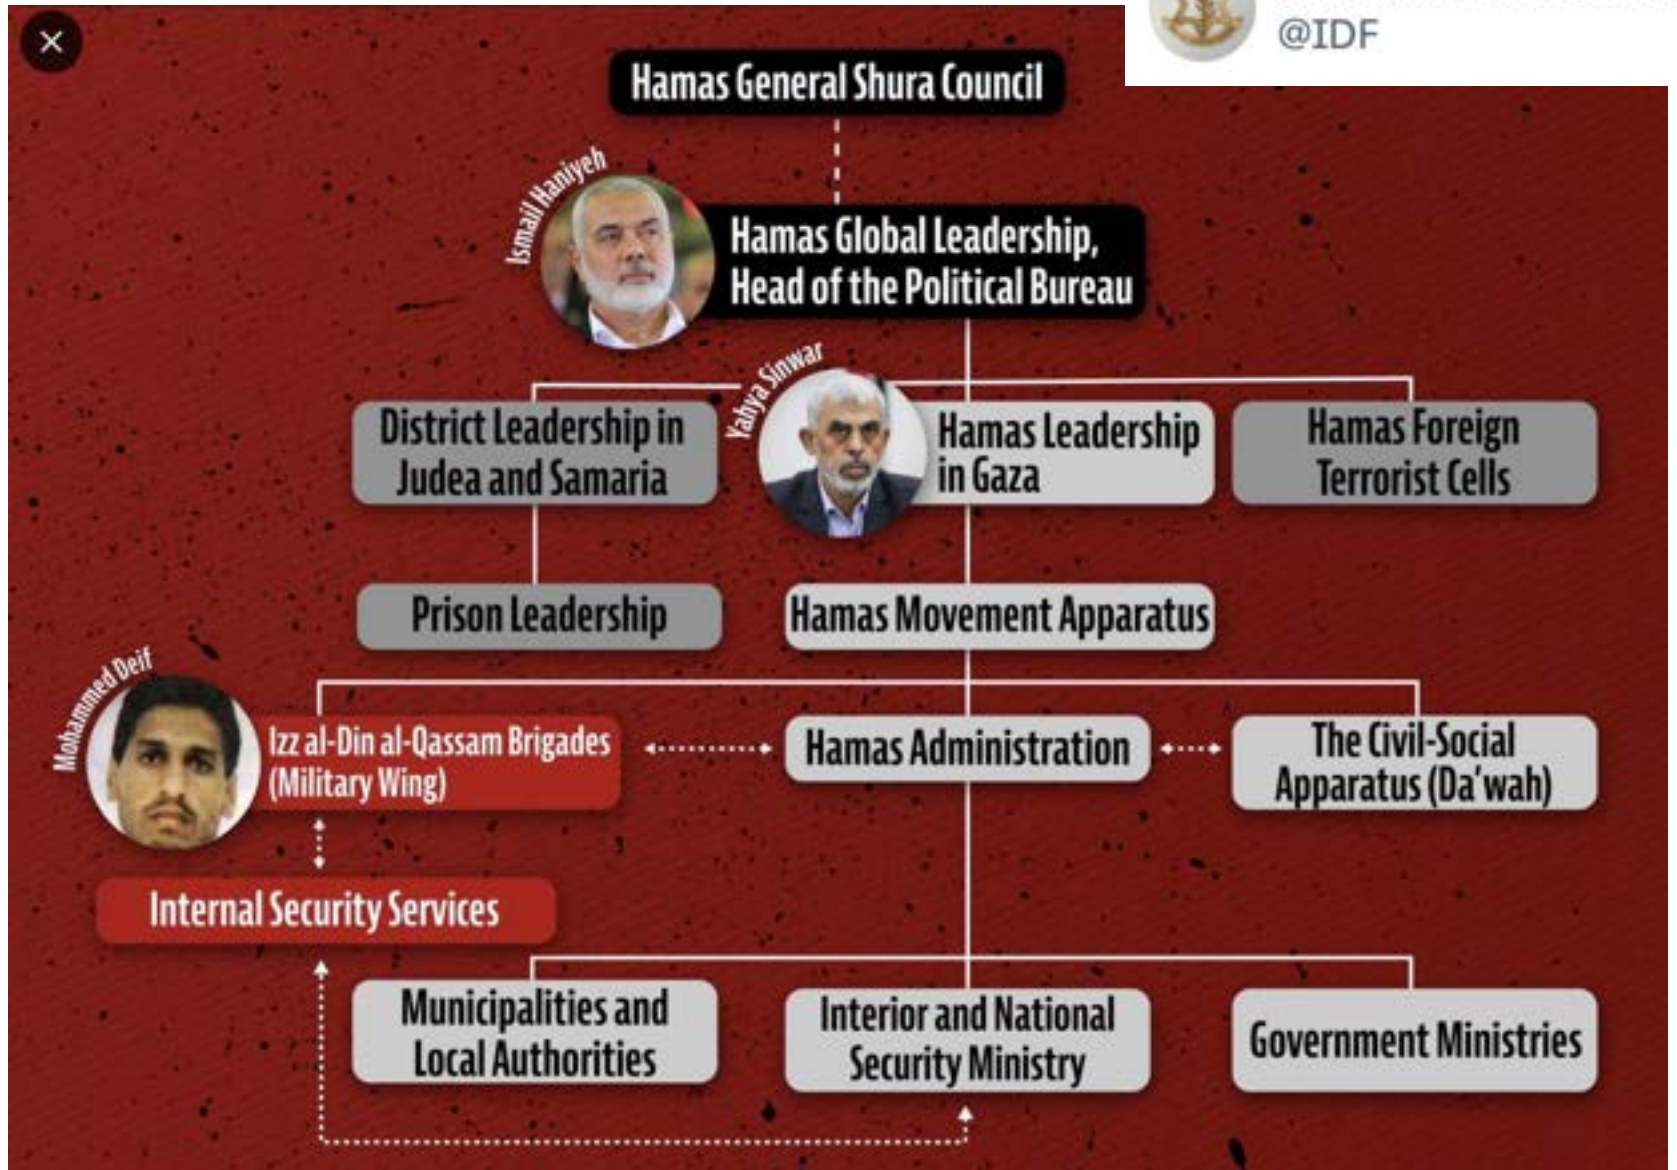 @IDF
Hamas General Shura Council
Ismail Haniyeh
Hamas Global Leadership,
Head of the Political Bureau
Yahya Sinwar
District Leadership in
Judea and Samaria
Hamas Leadership
in Gaza
Hamas Foreign
Terrorist Cells
Prison Leadership
Hamas Movement Apparatus
Mohammed Deif
Izz al-Din al-Qassam Brigades
(Military Wing)
Hamas Administration
The Civil-Social
Apparatus (Da'wah)
Internal Security Services
Municipalities and
Local Authorities
Interior and National
Security Ministry
Government Ministries